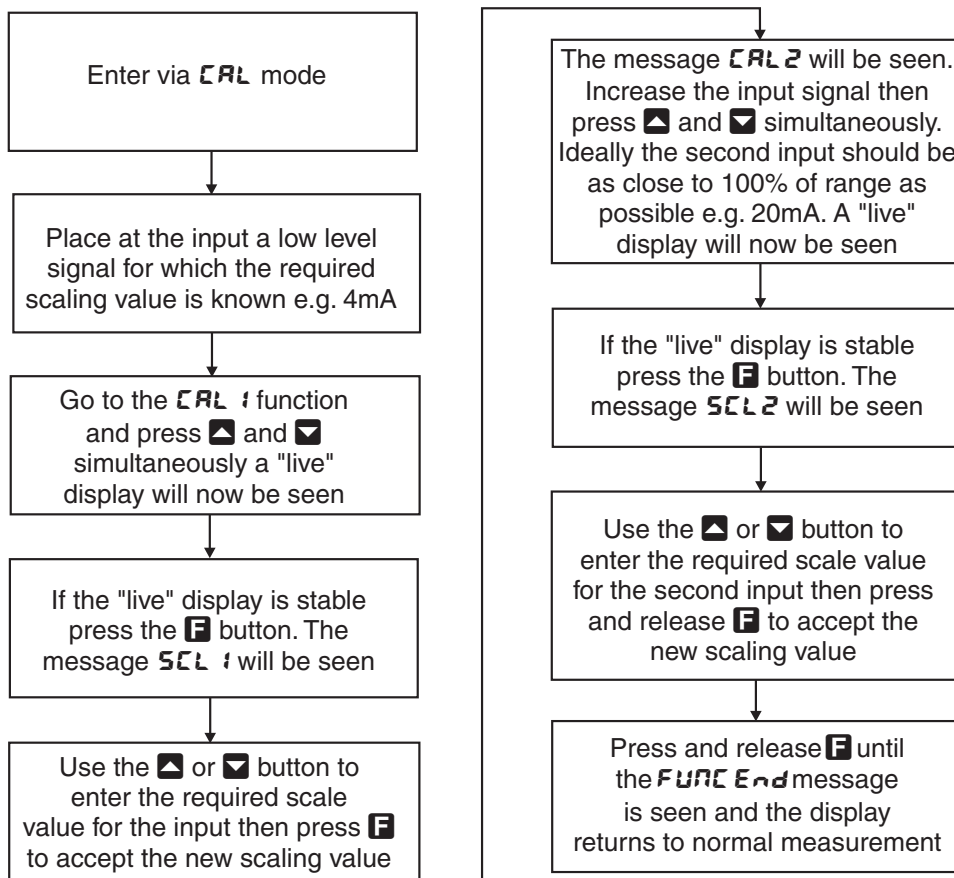 Enter via CAL mode
Place at the input a low level
signal for which the required
scaling value is known e.g. 4mA
Go to the CAL 1 function
and press ▲ and ▼
simultaneously a "live"
display will now be seen
If the "live" display is stable
press the F button. The
message SCL 1 will be seen
Use the ▲ or ▼ button to
enter the required scale
value for the input then press F
to accept the new scaling value
The message CAL2 will be seen.
Increase the input signal then
press ▲ and ▼ simultaneously.
Ideally the second input should be
as close to 100% of range as
possible e.g. 20mA. A "live"
display will now be seen
If the "live" display is stable
press the F button. The
message SCL2 will be seen
Use the ▲ or ▼ button to
enter the required scale value
for the second input then press
and release F to accept the
new scaling value
Press and release F until
the FUNC End message
is seen and the display
returns to normal measurement